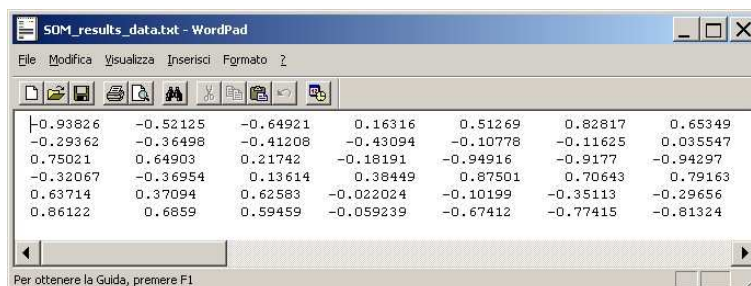 SOM_results_data.txt - WordPad
File Modifica Visualizza Inserisci Formato ?
-0.93826 -0.52125 -0.64921 0.16316 0.51269 0.82817 0.65349
-0.29362 -0.36498 -0.41208 -0.43094 -0.10778 -0.11625 0.035547
0.75021 0.64903 0.21742 -0.18191 -0.94916 -0.9177 -0.94297
-0.32067 -0.36954 0.13614 0.38449 0.87501 0.70643 0.79163
0.63714 0.37094 0.62583 -0.022024 -0.10199 -0.35113 -0.29656
0.86122 0.6859 0.59459 -0.059239 -0.67412 -0.77415 -0.81324
Per ottenere la Guida, premere F1